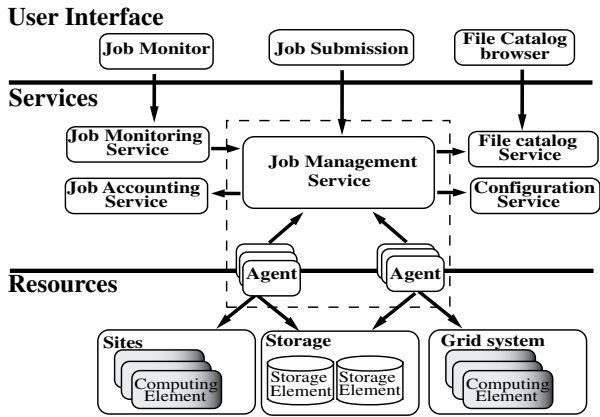 User Interface
Job Monitor
Job Submission
File Catalog
browser
Services
Job Monitoring
Service
Job Management
Service
File catalog
Service
Job Accounting
Service
Configuration
Service
Agent
Agent
Resources
Sites
Computing
Element
Storage
Storage
Element
Storage
Element
Grid system
Computing
Element